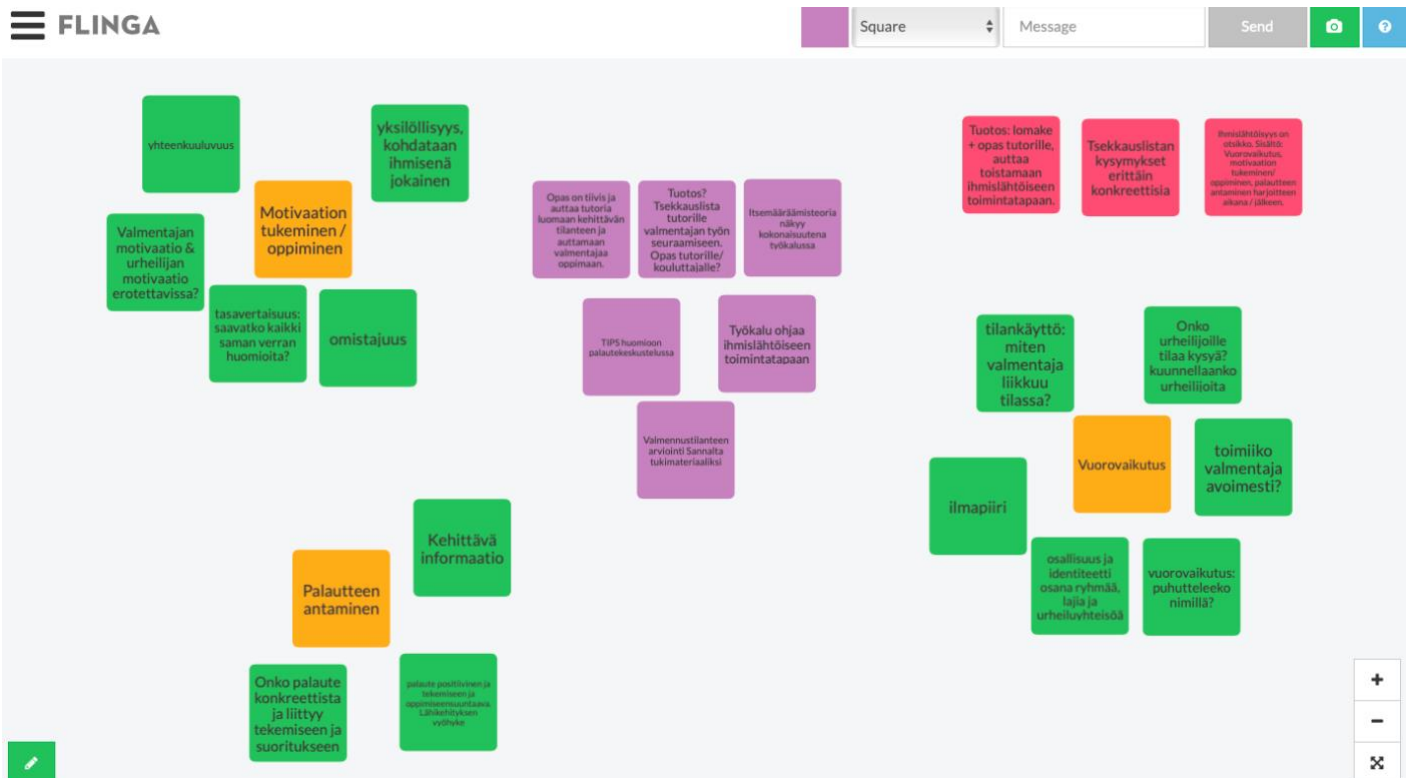 FLINGA
Square
Message
Send
yhteenkuuluvuus
yksilöllisyys,
kohdataan
ihmisenä
jokainen
Motivaation
tukeminen /
oppiminen
Valmentajan
motivaatio &
urheilijan
motivaatio
erotettavissa?
tasavertaisuus:
saavatko kaikki
saman verran
huomioita?
omistajuus
Opas on tiivis ja
auttaa tutoria
luomaan kehittävän
tilanteen ja
auttamaan
valmentajaa
oppimaan.
Tuotos?
Tsekkauslista
tutorille
valmentajan työn
seuraamiseen.
Opas tutorille/
kouluttajalle?
Itsemääräämisteoria
näkyy
kokonaisuutena
työkalussa
TIPS huomioon
palautekeskustelussa
Työkalu ohjaa
ihmislähtöiseen
toimintatapaan
Valmennustilanteen
arviointi Sannalta
tukimateriaaliksi
Tuotos: lomake
+ opas tutorille,
auttaa
toistamaan
ihmislähtöiseen
toimintatapaan.
Tsekkauslistan
kysymykset
erittäin
konkreettisia
Ihmislähtöisyys on
otsikko. Sisältö:
Vuorovaikutus,
motivaation
tukeminen/
oppiminen, palautteen
antaminen harjoitteen
aikana / jälkeen.
tilankäyttö:
miten
valmentaja
liikkuu
tilassa?
Onko
urheilijoille
tilaa kysyä?
kuunnellaanko
urheilijoita
Vuorovaikutus
toimiiko
valmentaja
avoimesti?
ilmapiiri
osallisuus ja
identiteetti
osana ryhmää,
lajia ja
urheiluyhteisöä
vuorovaikutus:
puhutteleeko
nimillä?
Kehittävä
informaatio
Palautteen
antaminen
Onko palaute
konkreettista
ja liittyy
tekemiseen ja
suoritukseen
palaute positiivinen ja
tekemiseen ja
oppimiseensuuntaava.
Lähikehityksen
vyöhyke